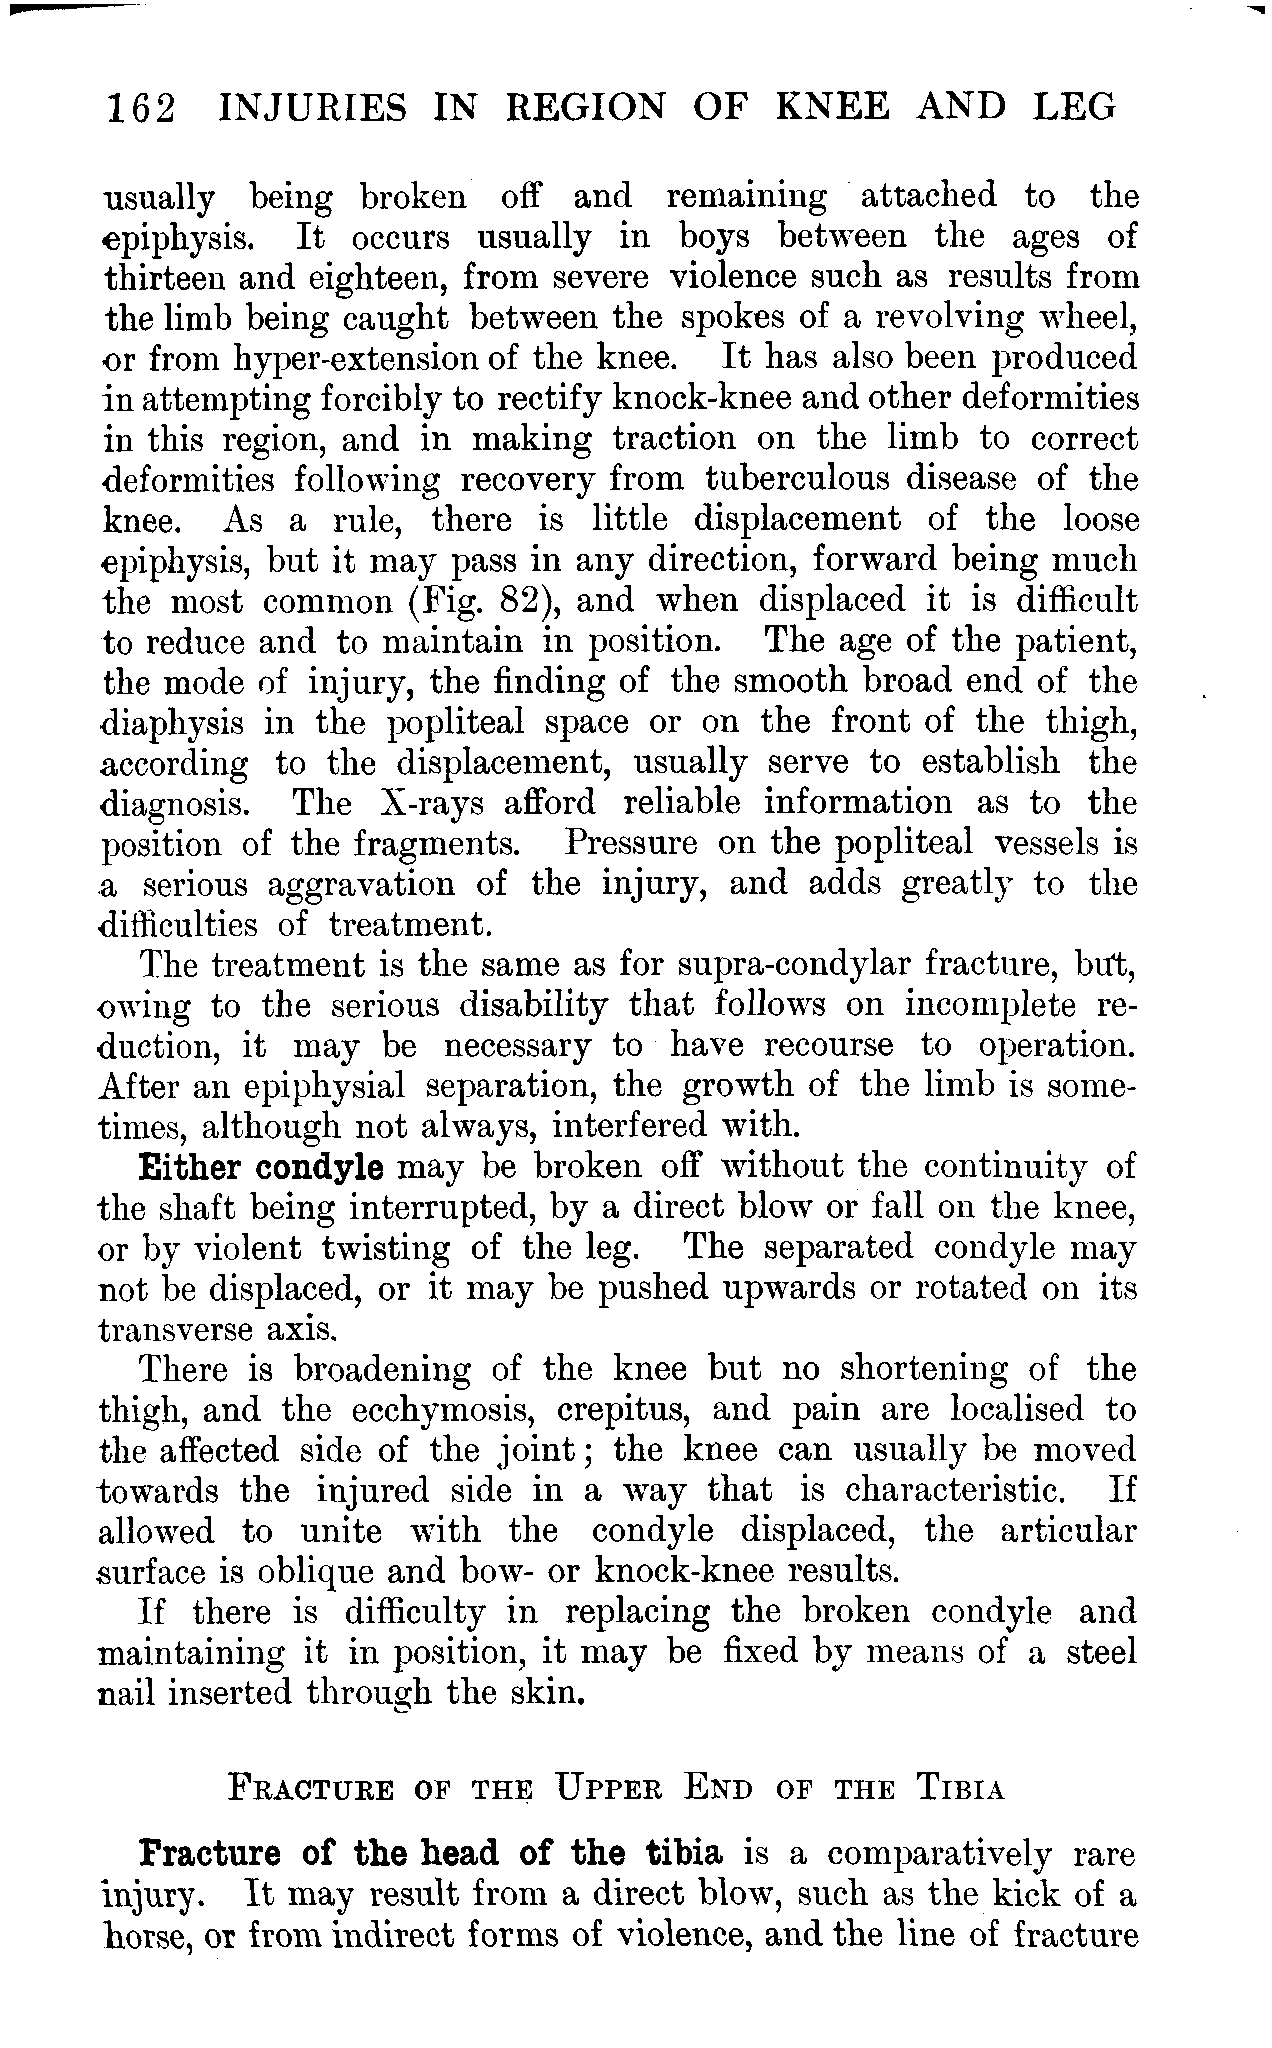 162 INJURIES IN REGION OF KNEE AND LEG
usually being broken off and remaining attached to the
epiphysis. It occurs usually in boys between the ages of
thirteen and eighteen, from severe violence such as results from
the limb being caught between the spokes of a revolving wheel,
or from hyper-extension of the knee. It has also been produced
in attempting forcibly to rectify knock-knee and other deformities
in this region, and in making traction on the limb to correct
deformities following recovery from tuberculous disease of the
knee. As a rule, there is little displacement of the loose
epiphysis, but it may pass in any direction, forward being much
the most common (Fig. 82), and when displaced it is difficult
to reduce and to maintain in position. The age of the patient,
the mode of injury, the finding of the smooth broad end of the
diaphysis in the popliteal space or on the front of the thigh,
according to the displacement, usually serve to establish the
diagnosis. The X-rays afford reliable information as to the
position of the fragments. Pressure on the popliteal vessels is
a serious aggravation of the injury, and adds greatly to the
difficulties of treatment.
The treatment is the same as for supra-condylar fracture, but,
owing to the serious disability that follows on incomplete re-
duction, it may be necessary to have recourse to operation.
After an epiphysial separation, the growth of the limb is some-
times, although not always, interfered with.
Either condyle may be broken off without the continuity of
the shaft being interrupted, by a direct blow or fall on the knee,
or by violent twisting of the leg. The separated condyle may
not be displaced, or it may be pushed upwards or rotated on its
transverse axis.
There is broadening of the knee but no shortening of the
thigh, and the ecchymosis, crepitus, and pain are localised to
the affected side of the joint; the knee can usually be moved
towards the injured side in a way that is characteristic. If
allowed to unite with the condyle displaced, the articular
surface is oblique and bow- or knock-knee results.
If there is difficulty in replacing the broken condyle and
maintaining it in position, it may be fixed by means of a steel
nail inserted through the skin.
FRACTURE OF THE UPPER END OF THE TIBIA
Fracture of the head of the tibia is a comparatively rare
injury. It may result from a direct blow, such as the kick of a
horse, or from indirect forms of violence, and the line of fracture